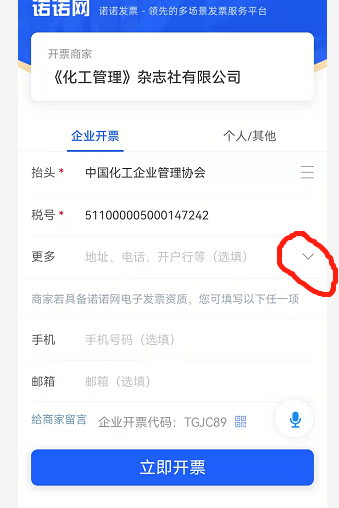 诺诺网 诺诺发票 - 领先的多场景发票服务平台
开票商家
《化工管理》杂志社有限公司
企业开票 个人/其他
抬头* 中国化工企业管理协会
税号* 511000005000147242
更多 地址、电话、开户行等（选填）
商家若具备诺诺网电子发票资质，您可填写以下任一项
手机 手机号码（选填）
邮箱 邮箱（选填）
给商家留言 企业开票代码：TGJC89
立即开票